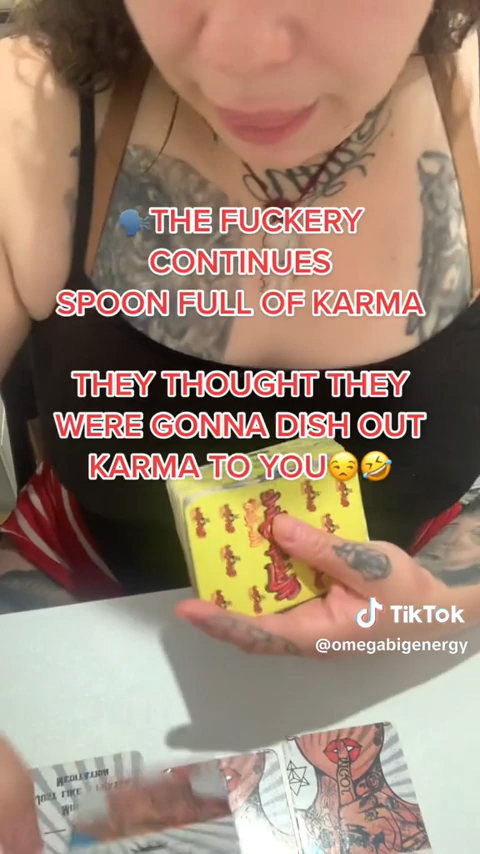 🗣️THE FUCKERY
CONTINUES
SPOON FULL OF KARMA
THEY THOUGHT THEY
WERE GONNA DISH OUT
KARMA TO YOU😒🤣
TikTok
@omegabigenergy